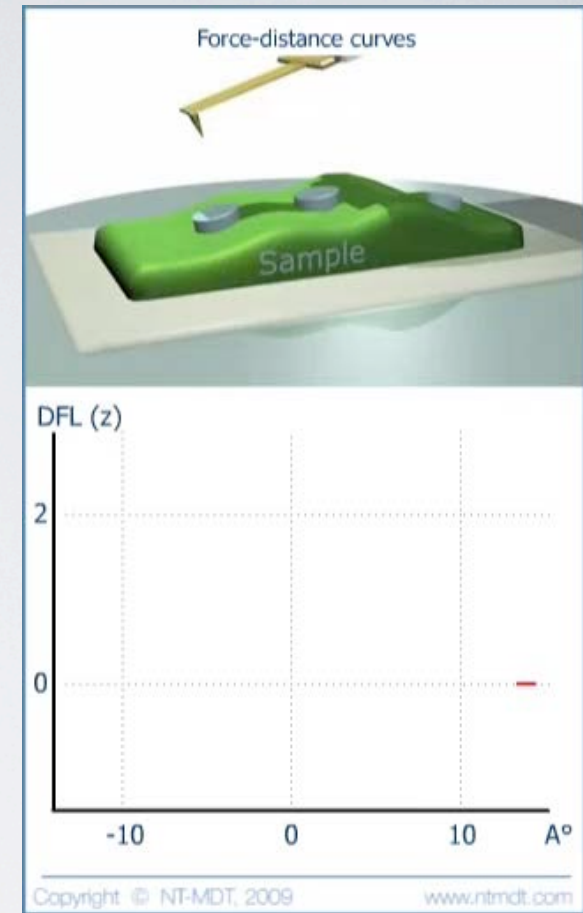 Force-distance curves
Sample
DFL (z)
2
0
-10 0 10 A°
Copyright © NT-MDT, 2009 www.ntmdt.com